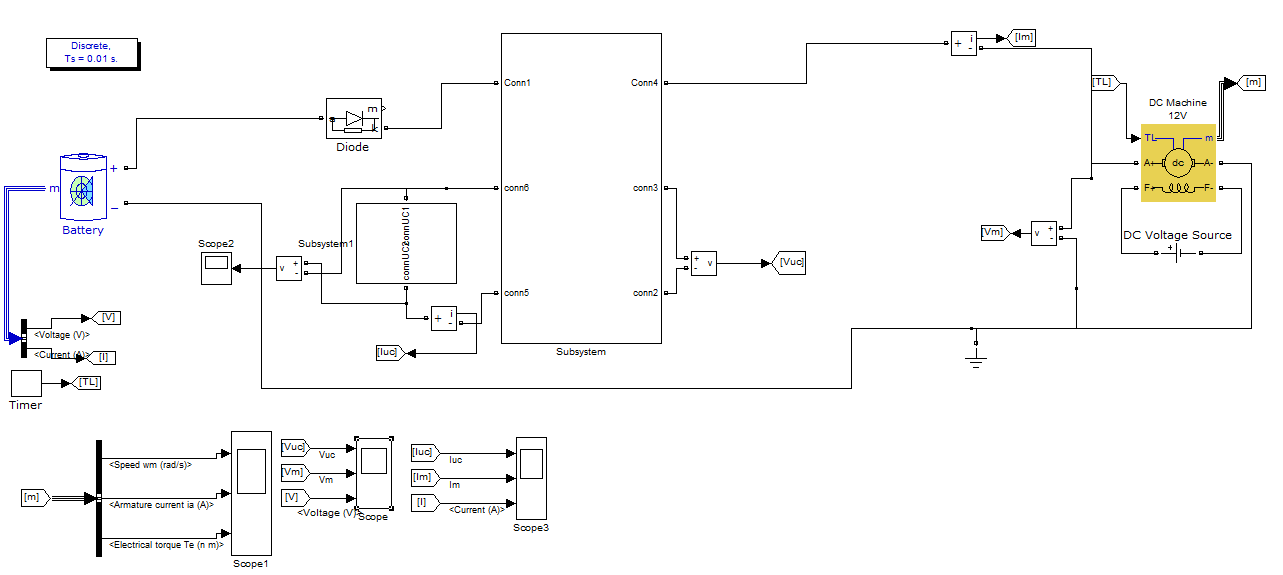 Discrete,
Ts = 0.01 s.
Conn1
Conn4
+
i
-
[Im]
[TL]
[m]
DC Machine
12V
TL
m
A+
dc
A-
F+
F-
m
k
Diode
+
m
−
Battery
conn6
conn3
connUC1
connUC2
Subsystem1
Scope2
v
+
-
[Vm]
v
+
-
DC Voltage Source
+
+
-
v
[Vuc]
conn5
conn2
+
i
-
[Iuc]
Subsystem
[V]
<Voltage (V)>
<Current (A)>
[I]
[TL]
Timer
[m]
<Speed wm (rad/s)>
<Armature current ia (A)>
<Electrical torque Te (n m)>
Scope1
[Vuc]
Vuc
[Vm]
Vm
[V]
<Voltage (V)>
Scope
[Iuc]
Iuc
[Im]
Im
[I]
<Current (A)>
Scope3